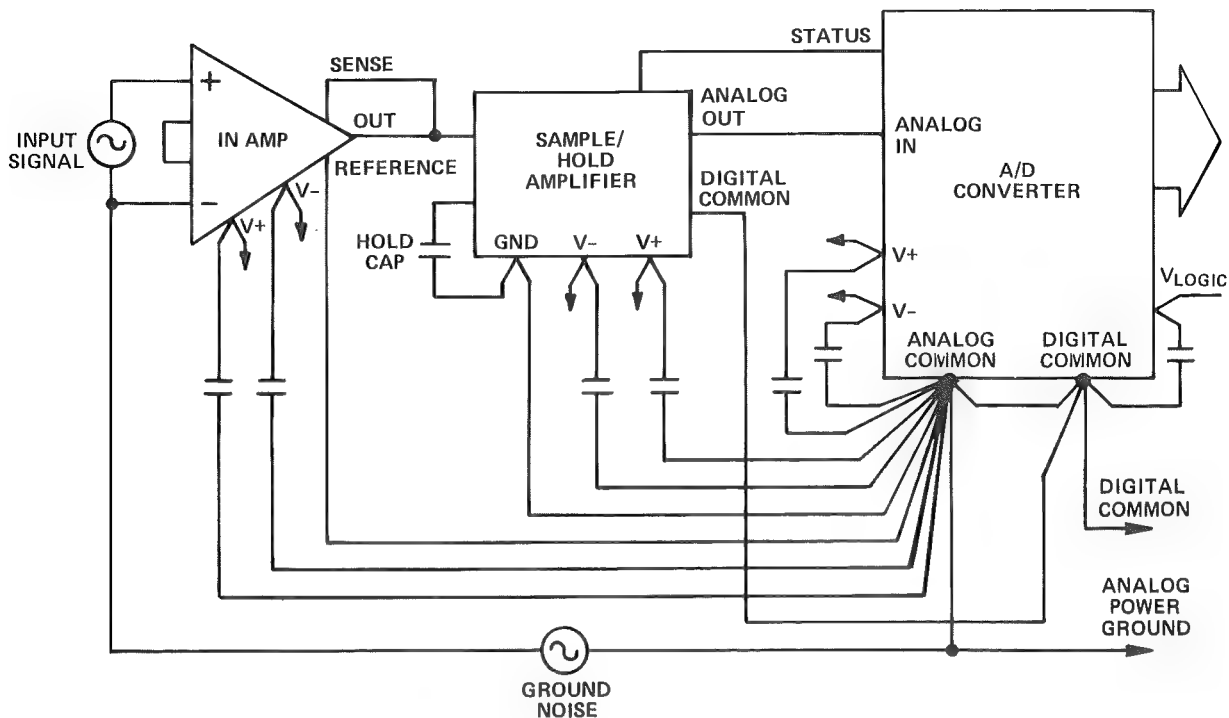 STATUS
SENSE
INPUT
SIGNAL
+
−
IN AMP
OUT
REFERENCE
V−
V+
SAMPLE/
HOLD
AMPLIFIER
ANALOG
OUT
DIGITAL
COMMON
HOLD
CAP
GND
V−
V+
ANALOG
IN
A/D
CONVERTER
V+
V−
VLOGIC
ANALOG
COMMON
DIGITAL
COMMON
DIGITAL
COMMON
ANALOG
POWER
GROUND
GROUND
NOISE